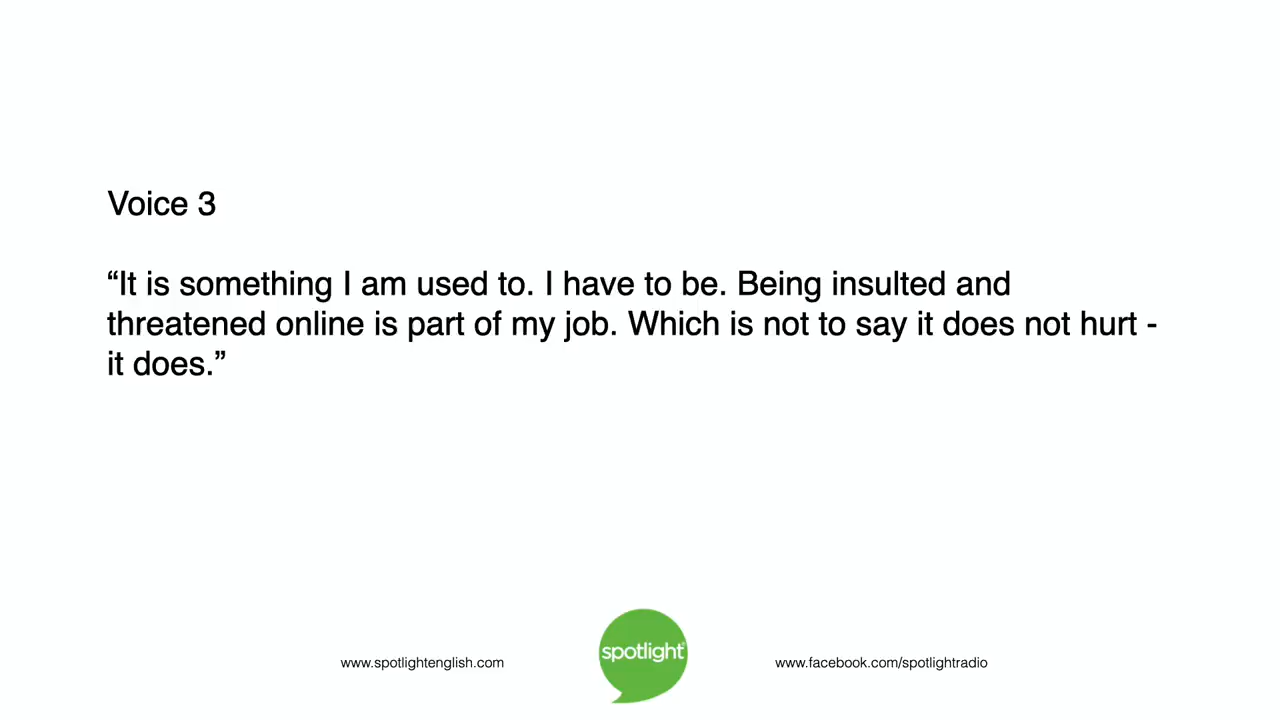 Voice 3
“It is something I am used to. I have to be. Being insulted and
threatened online is part of my job. Which is not to say it does not hurt -
it does.”
www.spotlightenglish.com
spotlight
www.facebook.com/spotlightradio